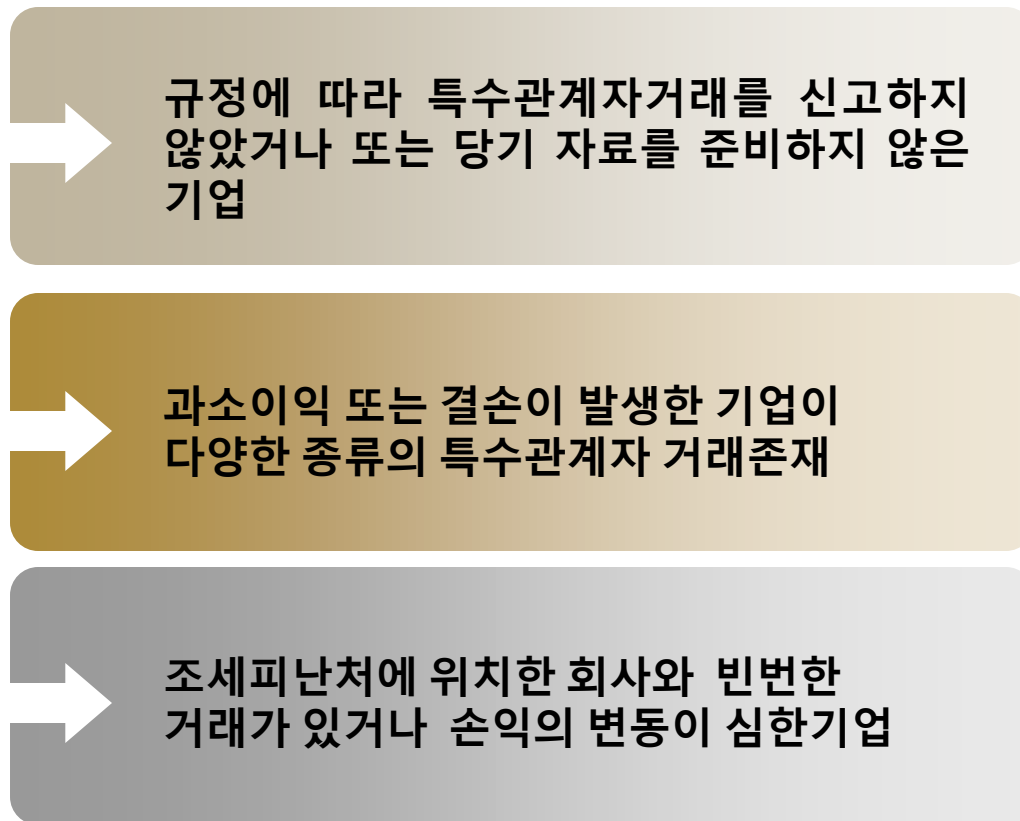 규정에 따라 특수관계자거래를 신고하지
않았거나 또는 당기 자료를 준비하지 않은
기업
과소이익 또는 결손이 발생한 기업이
다양한 종류의 특수관계자 거래존재
조세피난처에 위치한 회사와 빈번한
거래가 있거나 손익의 변동이 심한기업